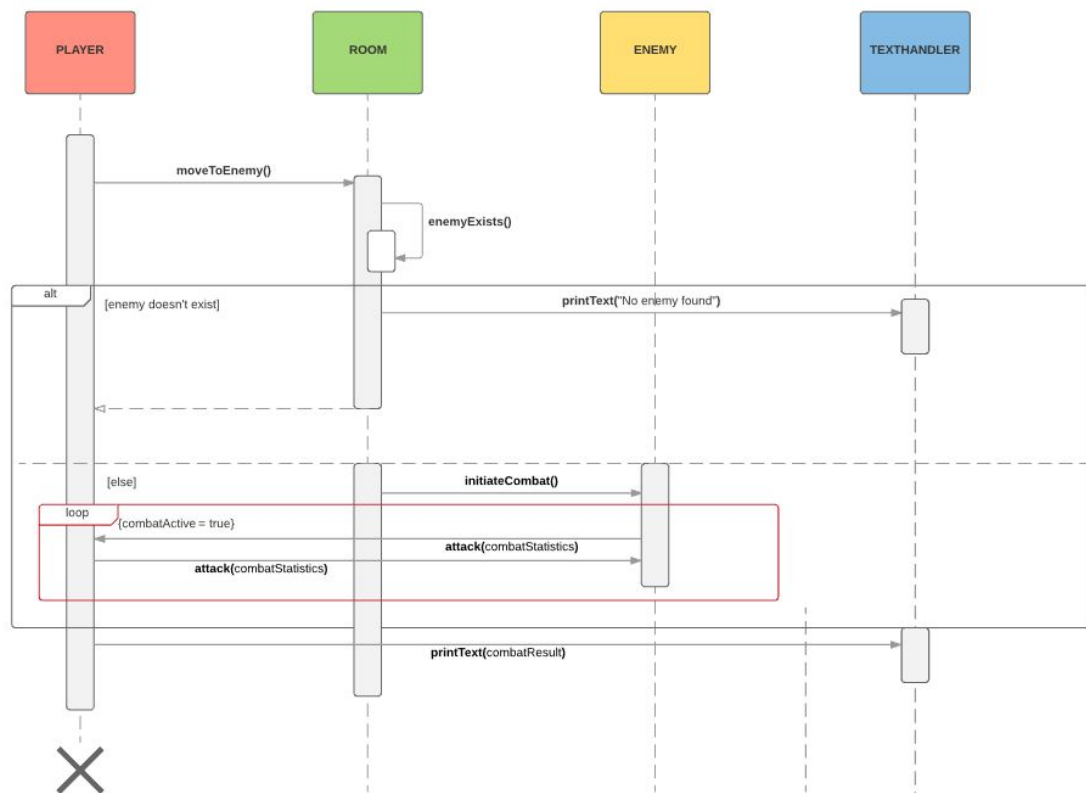 PLAYER
ROOM
ENEMY
TEXTHANDLER
moveToEnemy()
enemyExists()
alt
[enemy doesn't exist]
printText("No enemy found")
[else]
initiateCombat()
loop
{combatActive = true}
attack(combatStatistics)
attack(combatStatistics)
printText(combatResult)